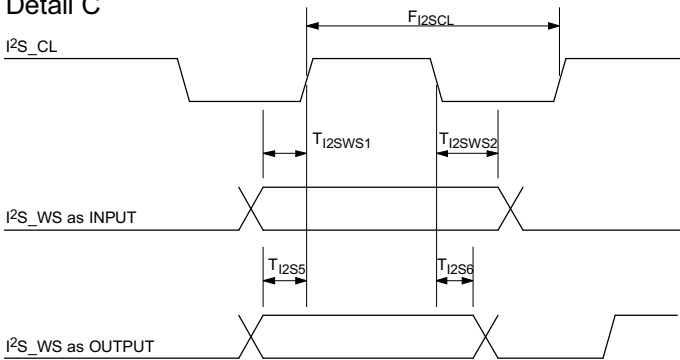 Detail C
F_I2SCL
I²S_CL
T_I2SWS1
T_I2SWS2
I²S_WS as INPUT
T_I2S5
T_I2S6
I²S_WS as OUTPUT